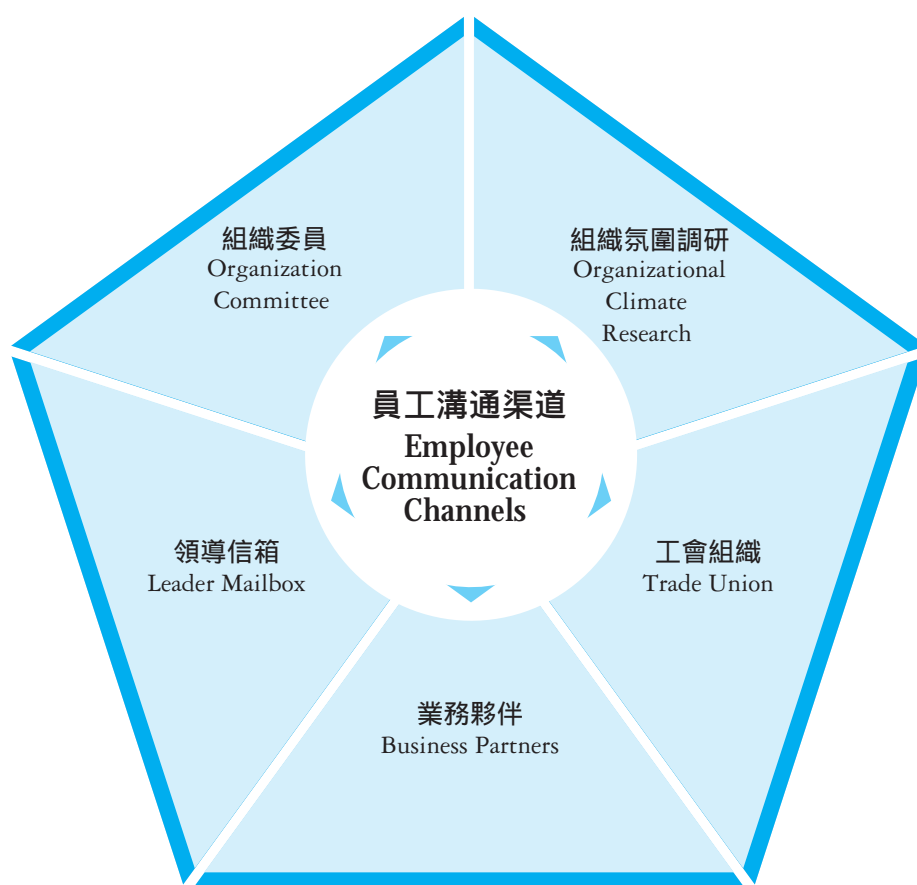 組織委員
Organization
Committee
組織氛圍調研
Organizational
Climate
Research
員工溝通渠道
Employee
Communication
Channels
領導信箱
Leader Mailbox
工會組織
Trade Union
業務夥伴
Business Partners